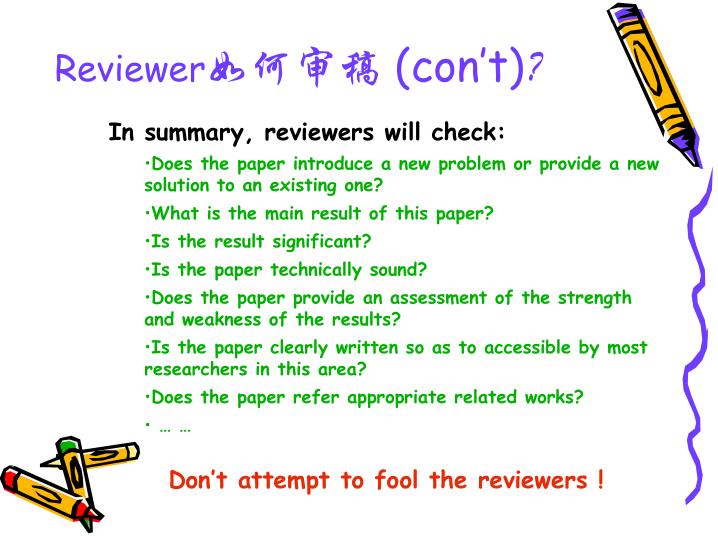 Reviewer如何审稿 (con't)?
In summary, reviewers will check:
•Does the paper introduce a new problem or provide a new
solution to an existing one?
•What is the main result of this paper?
•Is the result significant?
•Is the paper technically sound?
•Does the paper provide an assessment of the strength
and weakness of the results?
•Is the paper clearly written so as to accessible by most
researchers in this area?
•Does the paper refer appropriate related works?
• … …
Don't attempt to fool the reviewers !